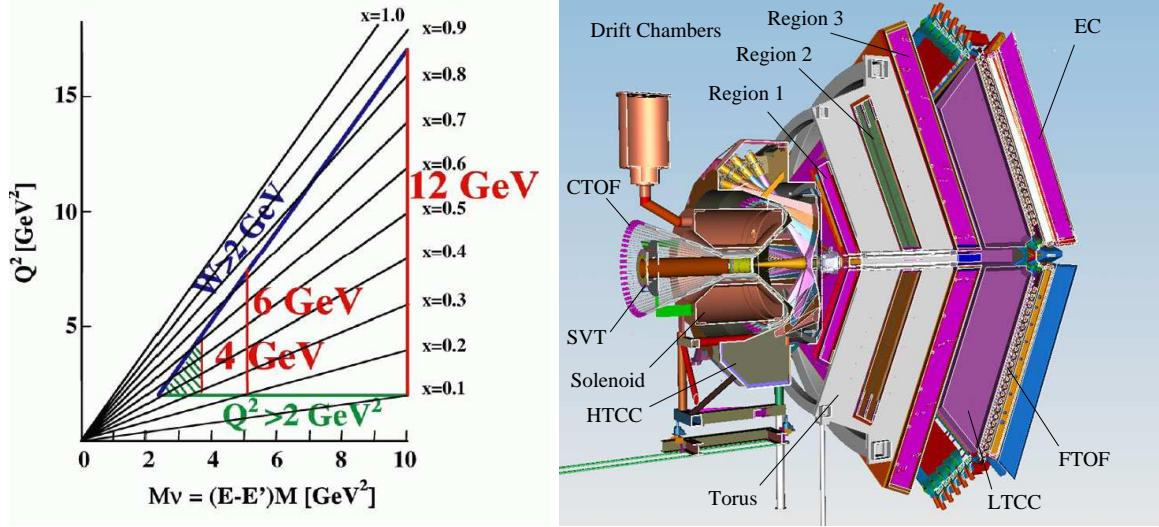 x=1.0
x=0.9
x=0.8
x=0.7
x=0.6
x=0.5
x=0.4
x=0.3
x=0.2
x=0.1
15
10
5
Q² [GeV²]
W>2 GeV
12 GeV
6 GeV
4 GeV
Q² >2 GeV²
0 2 4 6 8 10
Mν = (E-E')M [GeV²]
Drift Chambers
Region 3
Region 2
Region 1
EC
CTOF
SVT
Solenoid
HTCC
Torus
FTOF
LTCC